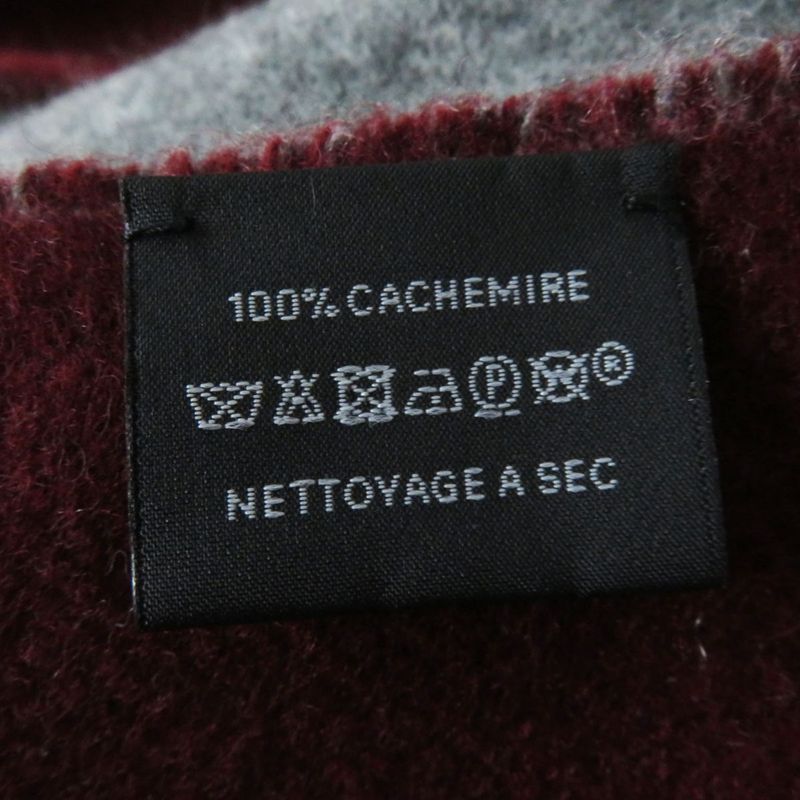 100% CACHEMIRE
P W ®
NETTOYAGE A SEC